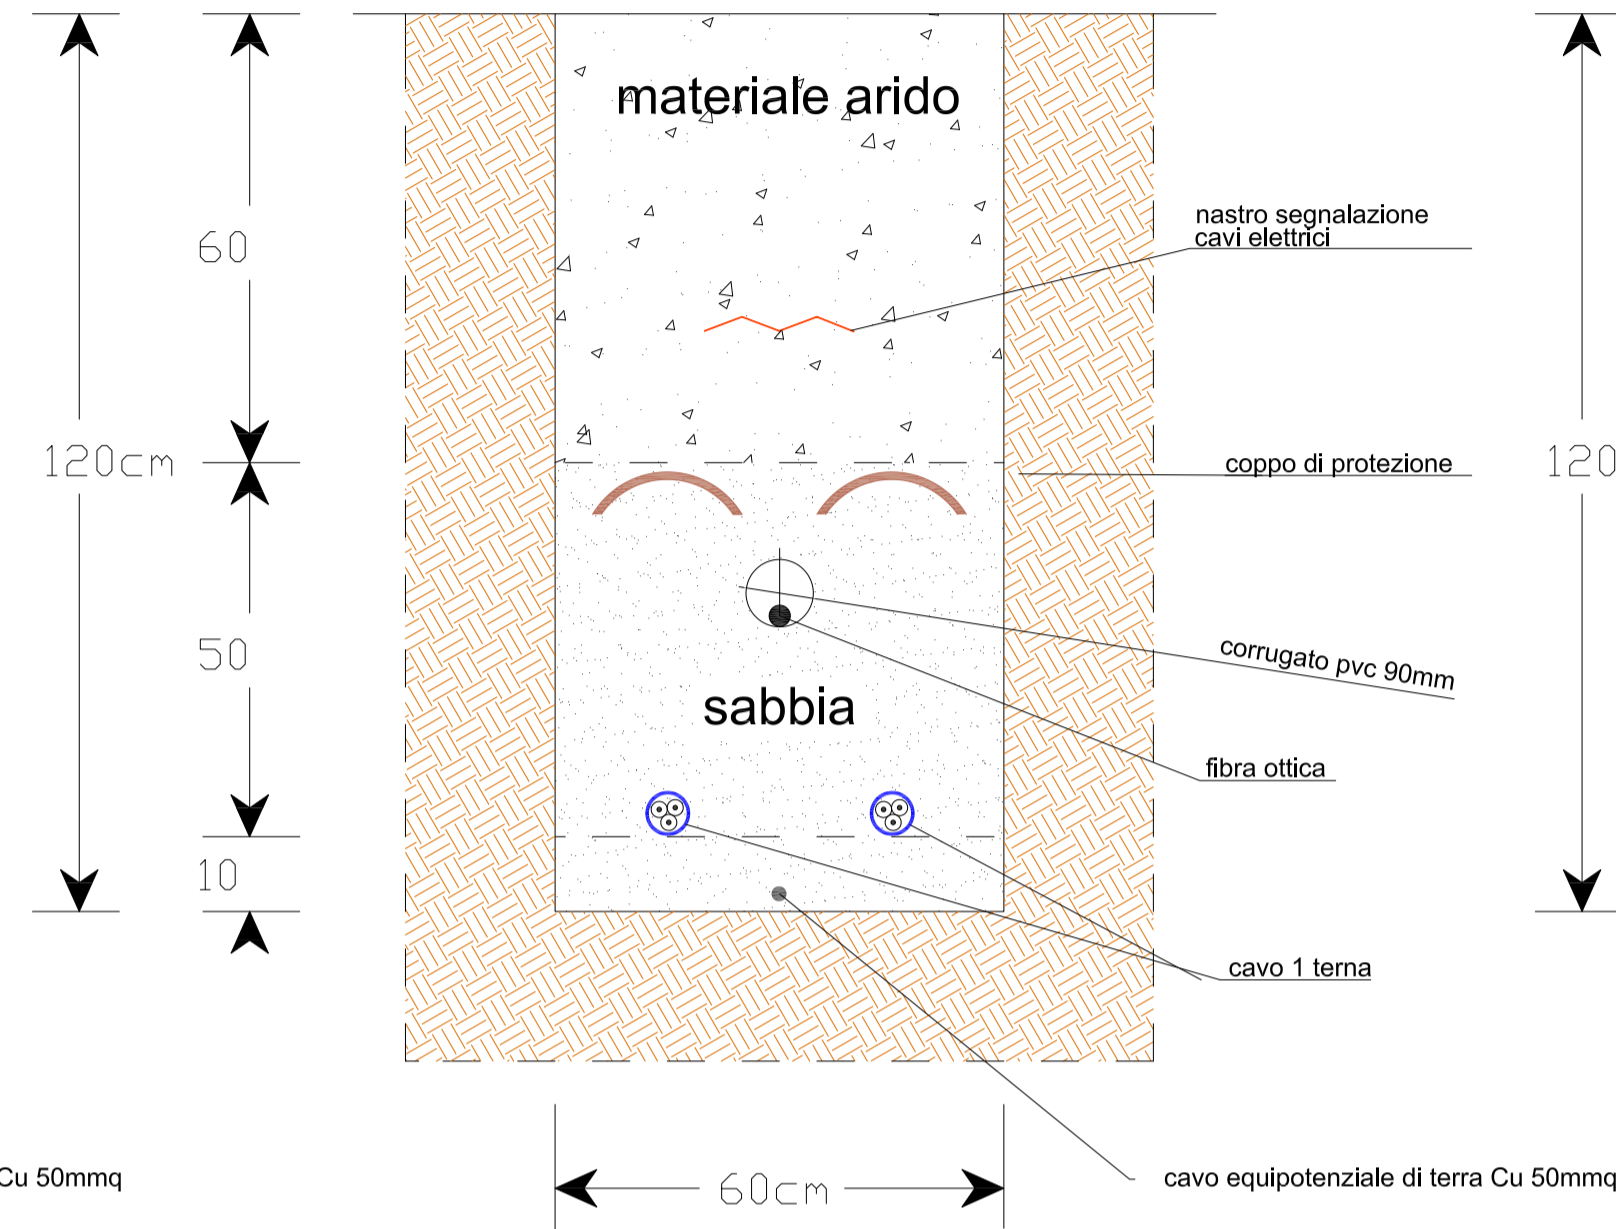 materiale arido
nastro segnalazione
cavi elettrici
60
120cm
coppo di protezione
120
50
corrugato pvc 90mm
sabbia
fibra ottica
10
cavo 1 terna
Cu 50mmq
60cm
cavo equipotenziale di terra Cu 50mmq